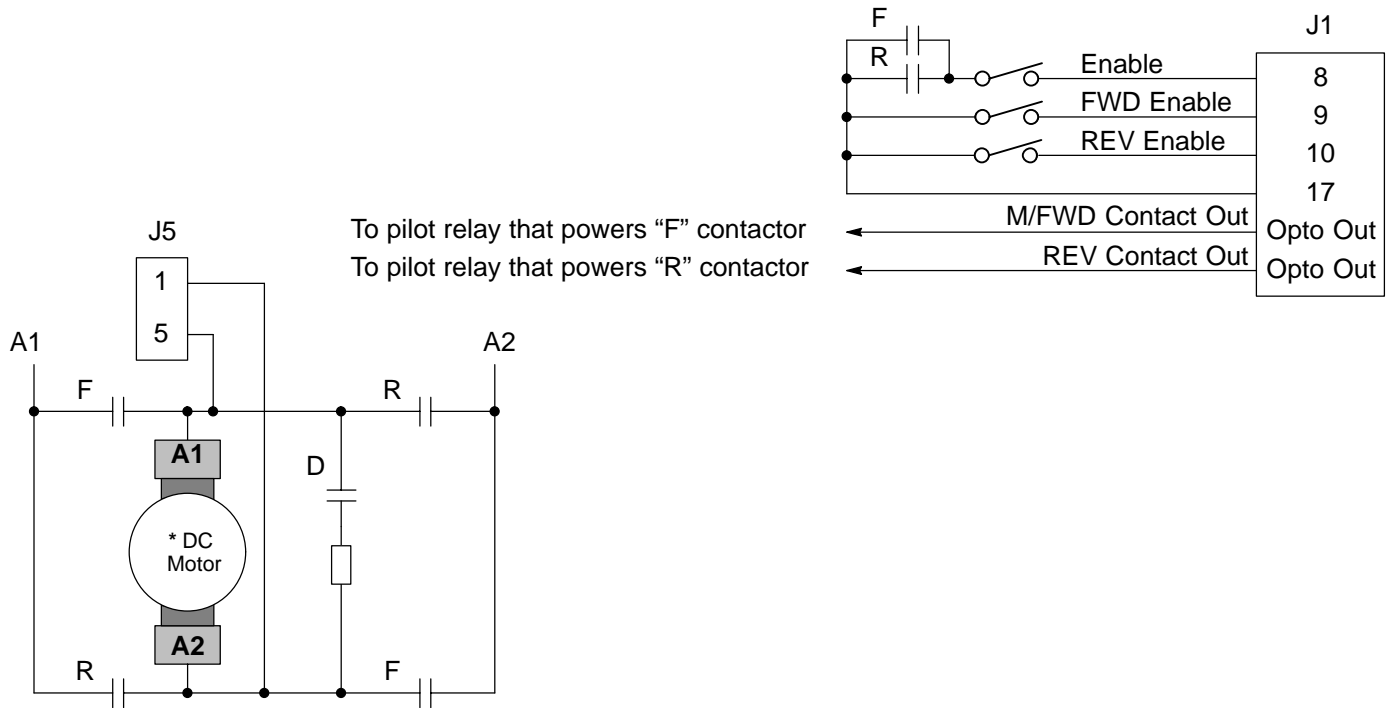 F
J1
R
Enable
8
FWD Enable
9
REV Enable
10
17
M/FWD Contact Out
Opto Out
REV Contact Out
Opto Out
To pilot relay that powers “F” contactor
To pilot relay that powers “R” contactor
J5
1
5
A1
A2
F
R
A1
D
* DC
Motor
A2
R
F